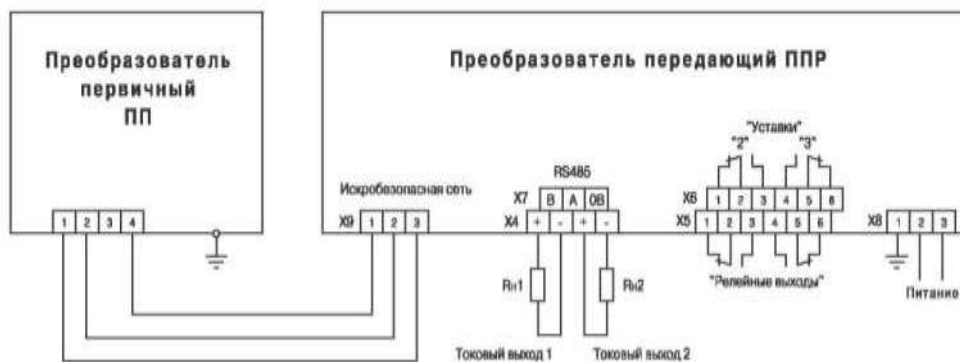 Преобразователь
первичный
ПП
1 2 3 4
Преобразователь передающий ППР
Искробезопасная сеть
X9 1 2 3
RS485
X7 B A 0B
X4 + - + -
Rн1
Rн2
Токовый выход 1
Токовый выход 2
"Уставки"
"2" "3"
X6 1 2 3 4 5 6
X5 1 2 3 4 5 6
"Релейные выходы"
X8 1 2 3
Питание